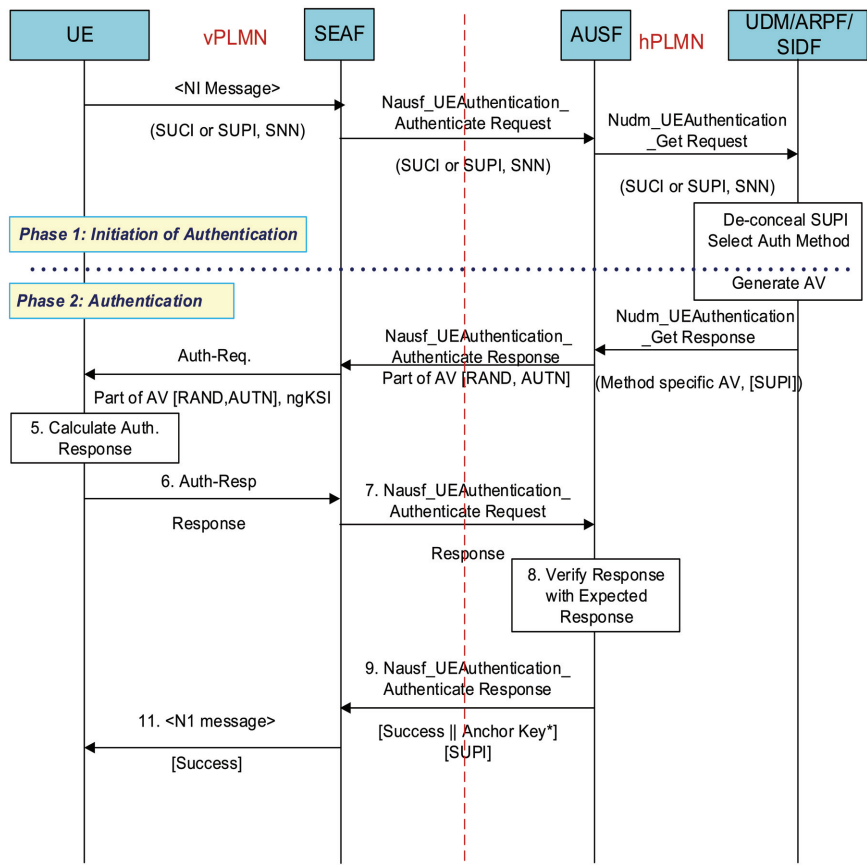 UE
vPLMN
SEAF
AUSF
hPLMN
UDM/ARPF/
SIDF
<NI Message>
(SUCI or SUPI, SNN)
Nausf_UEAuthentication_
Authenticate Request
(SUCI or SUPI, SNN)
Nudm_UEAuthentication
_Get Request
(SUCI or SUPI, SNN)
De-conceal SUPI
Select Auth Method
Generate AV
Phase 1: Initiation of Authentication
Phase 2: Authentication
Nudm_UEAuthentication
_Get Response
(Method specific AV, [SUPI])
Nausf_UEAuthentication_
Authenticate Response
Part of AV [RAND, AUTN]
Auth-Req.
Part of AV [RAND,AUTN], ngKSI
5. Calculate Auth.
Response
6. Auth-Resp
Response
7. Nausf_UEAuthentication_
Authenticate Request
Response
8. Verify Response
with Expected
Response
9. Nausf_UEAuthentication_
Authenticate Response
[Success || Anchor Key*]
[SUPI]
11. <N1 message>
[Success]